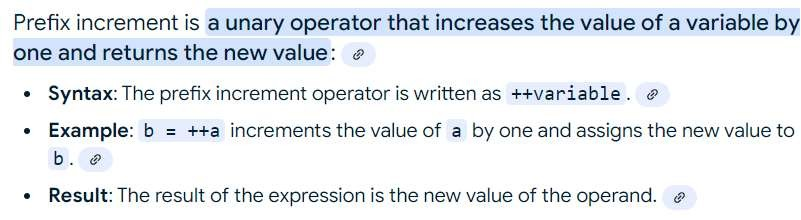 Prefix increment is a unary operator that increases the value of a variable by
one and returns the new value:
• Syntax: The prefix increment operator is written as ++variable .
• Example: b = ++a increments the value of a by one and assigns the new value to
b .
• Result: The result of the expression is the new value of the operand.